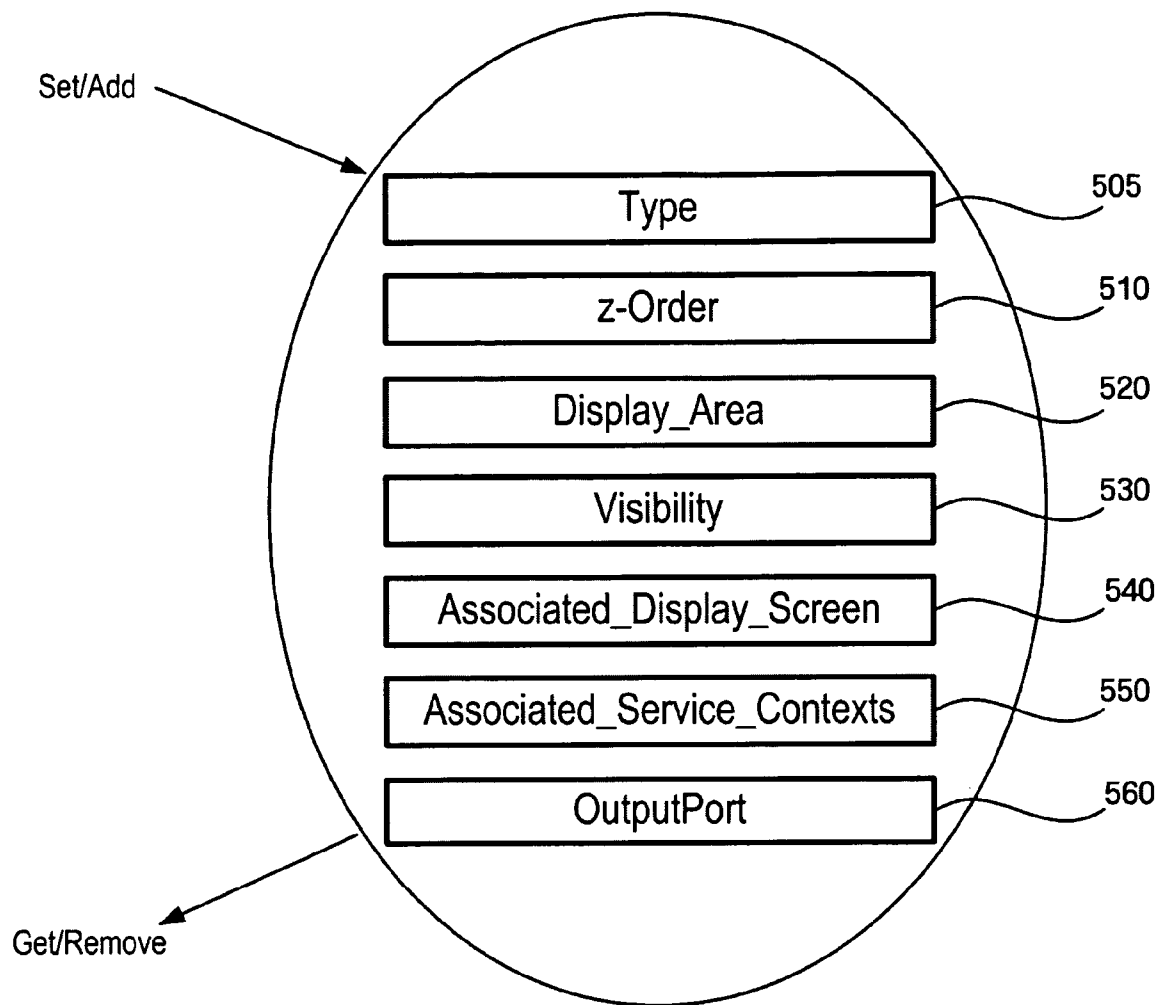 Set/Add
Type
505
z-Order
510
Display_Area
520
Visibility
530
Associated_Display_Screen
540
Associated_Service_Contexts
550
OutputPort
560
Get/Remove